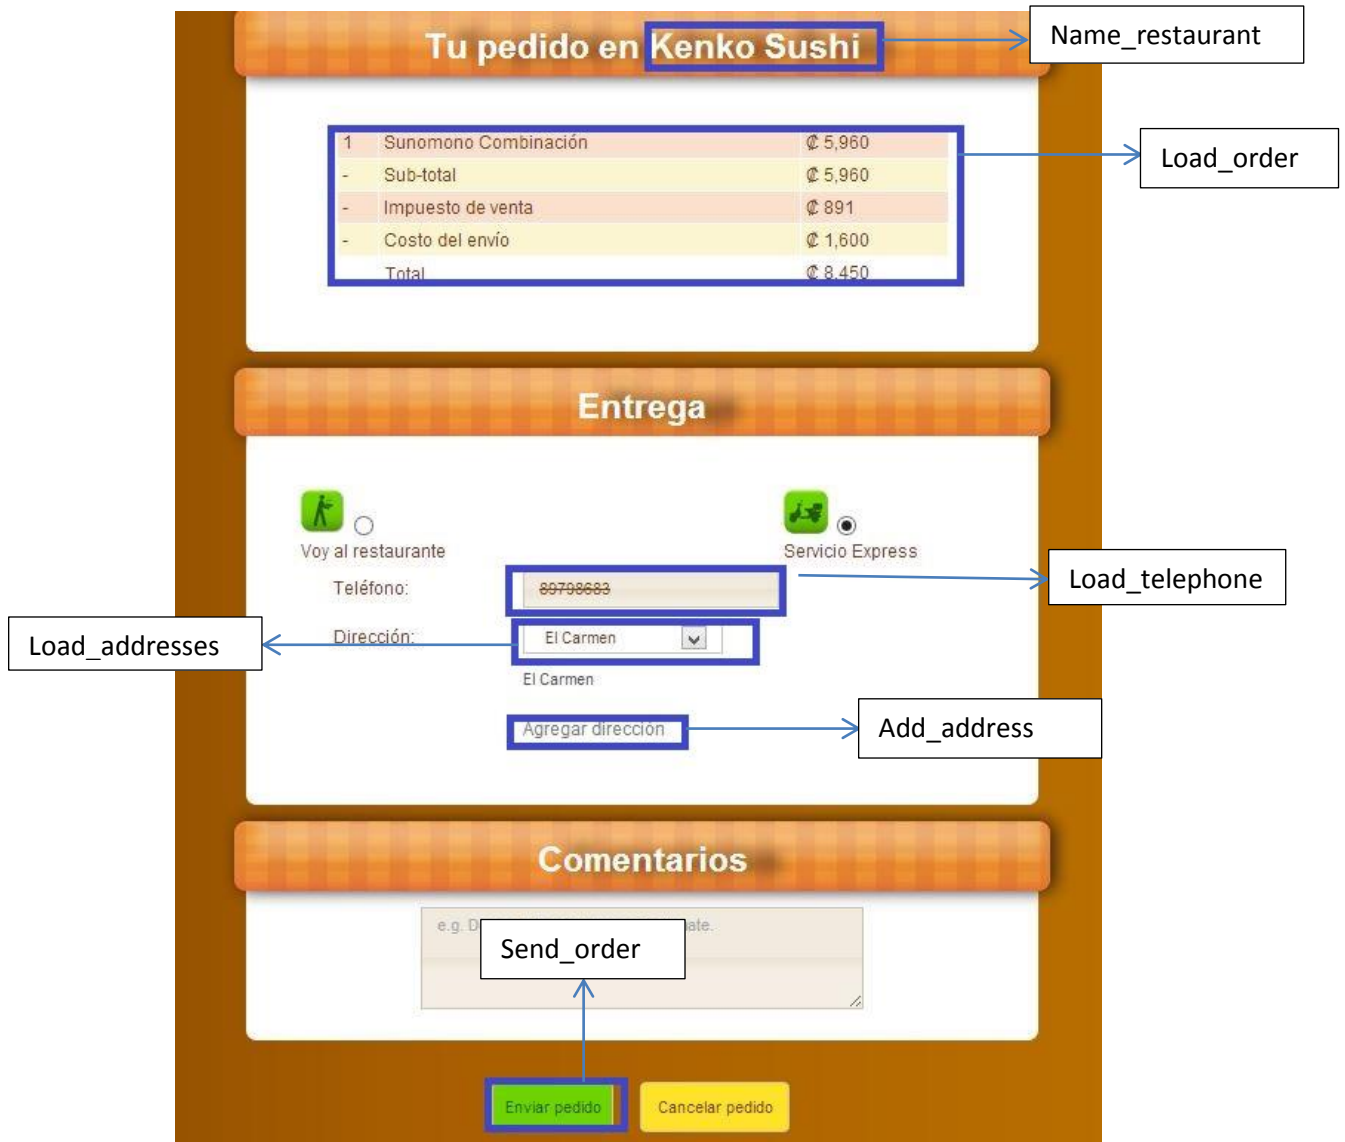 Tu pedido en Kenko Sushi
Name_restaurant
1 Sunomono Combinación ₡ 5,960
- Sub-total ₡ 5,960
- Impuesto de venta ₡ 891
- Costo del envío ₡ 1,600
Total ₡ 8,450
Load_order
Entrega
Voy al restaurante
Servicio Express
Teléfono: 89798683
Load_telephone
Load_addresses
Dirección: El Carmen
El Carmen
Agregar dirección
Add_address
Comentarios
e.g.
Send_order
Enviar pedido
Cancelar pedido